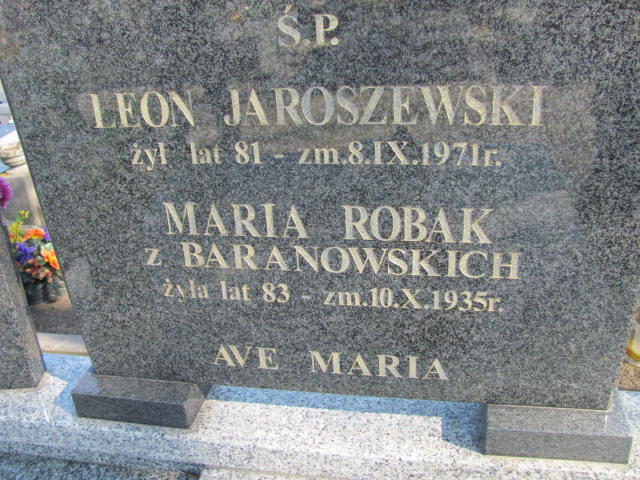 Ś.P.
LEON JAROSZEWSKI
żył lat 81 - zm.8.IX.1971r.
MARIA ROBAK
z BARANOWSKICH
żyła lat 83 - zm.10.X.1935r.
AVE MARIA